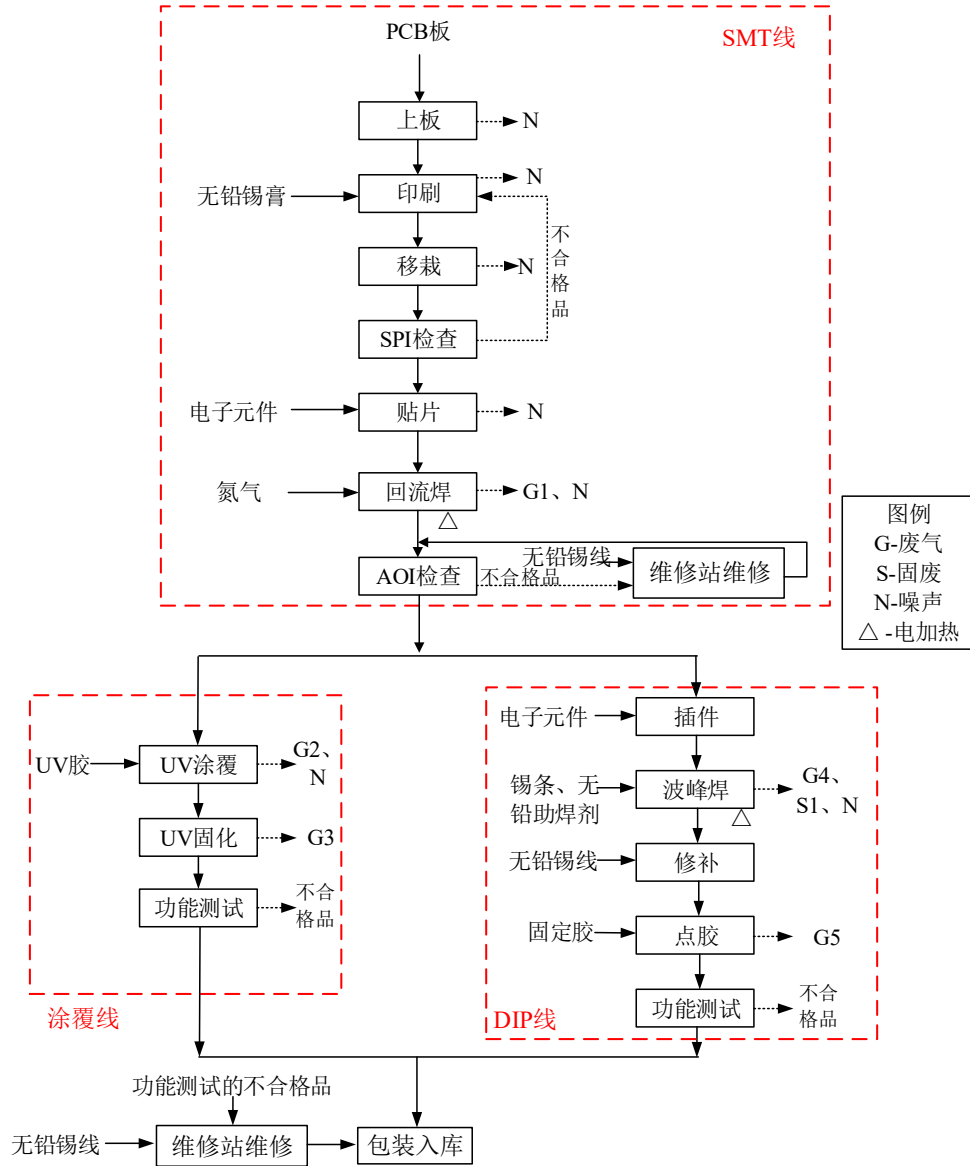 PCB板
SMT线
上板
N
印刷
N
无铅锡膏
不
合
格
品
移栽
N
SPI检查
电子元件
贴片
N
氮气
回流焊
G1、N
△
图例
G-废气
S-固废
N-噪声
△ -电加热
无铅锡线
AOI检查
不合格品
维修站维修
电子元件
插件
UV胶
UV涂覆
G2、
N
锡条、无
铅助焊剂
波峰焊
△
G4、
S1、N
UV固化
G3
无铅锡线
修补
功能测试
不合
格品
固定胶
点胶
G5
功能测试
不合
格品
涂覆线
DIP线
功能测试的不合格品
无铅锡线
维修站维修
包装入库